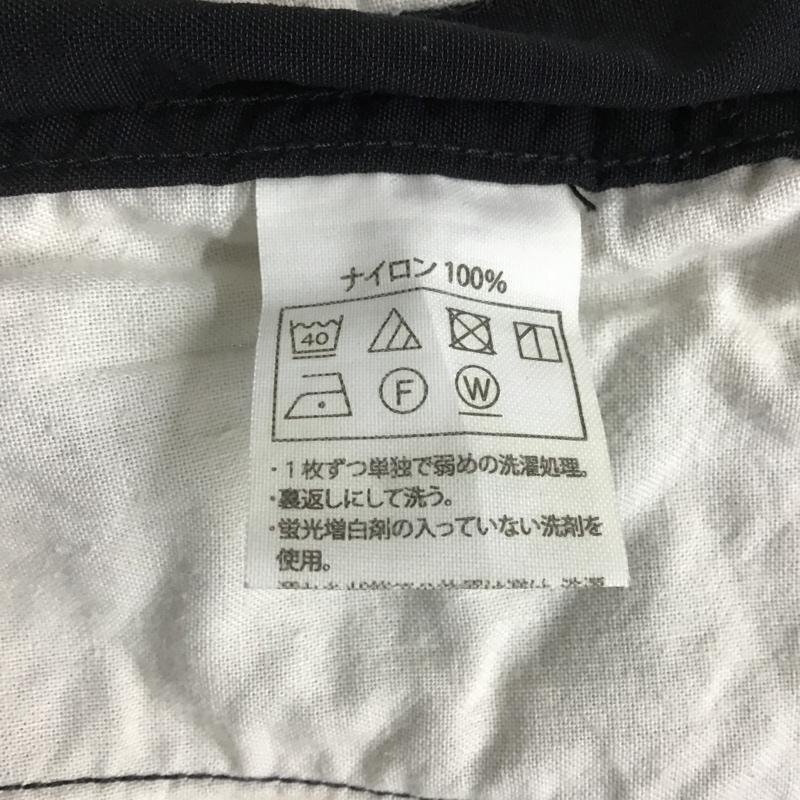 ナイロン 100%
40
F W
・1枚ずつ単独で弱めの洗濯処理。
・裏返しにして洗う。
・蛍光増白剤の入っていない洗剤を
使用。